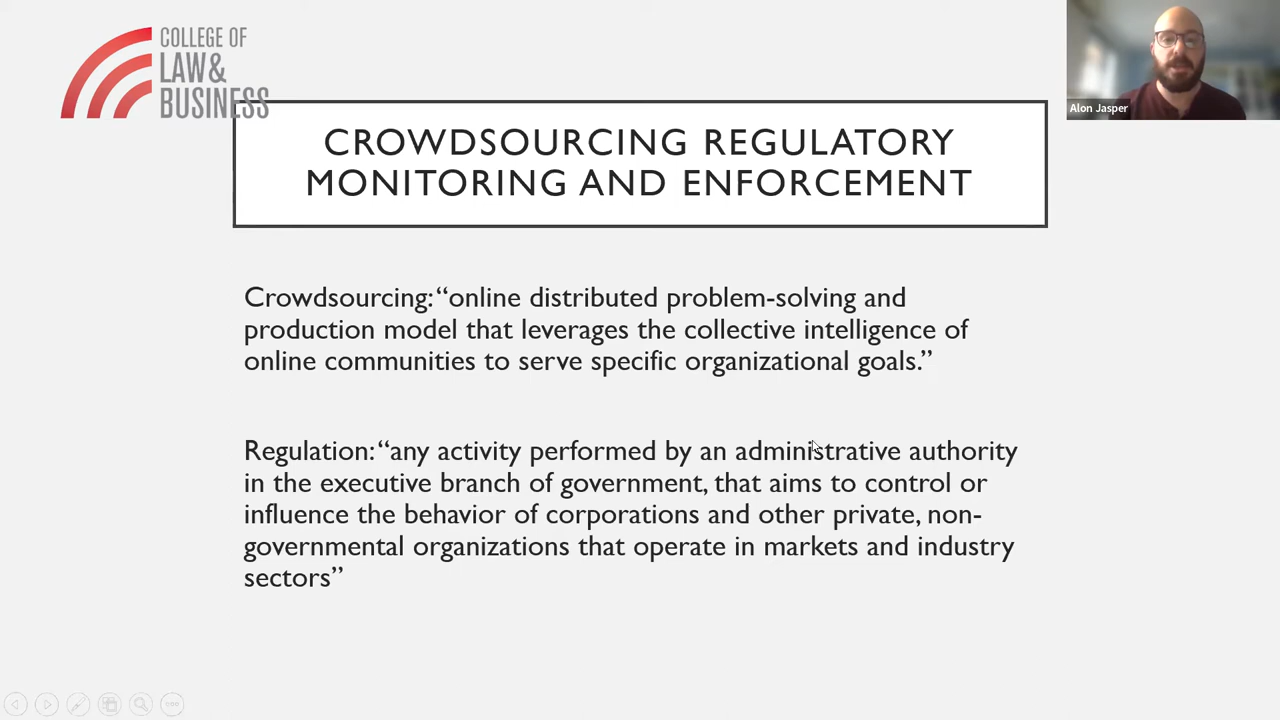 COLLEGE OF
LAW&
BUSINESS
Alon Jasper
CROWDSOURCING REGULATORY
MONITORING AND ENFORCEMENT
Crowdsourcing: “online distributed problem-solving and
production model that leverages the collective intelligence of
online communities to serve specific organizational goals.”
Regulation: “any activity performed by an administrative authority
in the executive branch of government, that aims to control or
influence the behavior of corporations and other private, non-
governmental organizations that operate in markets and industry
sectors”